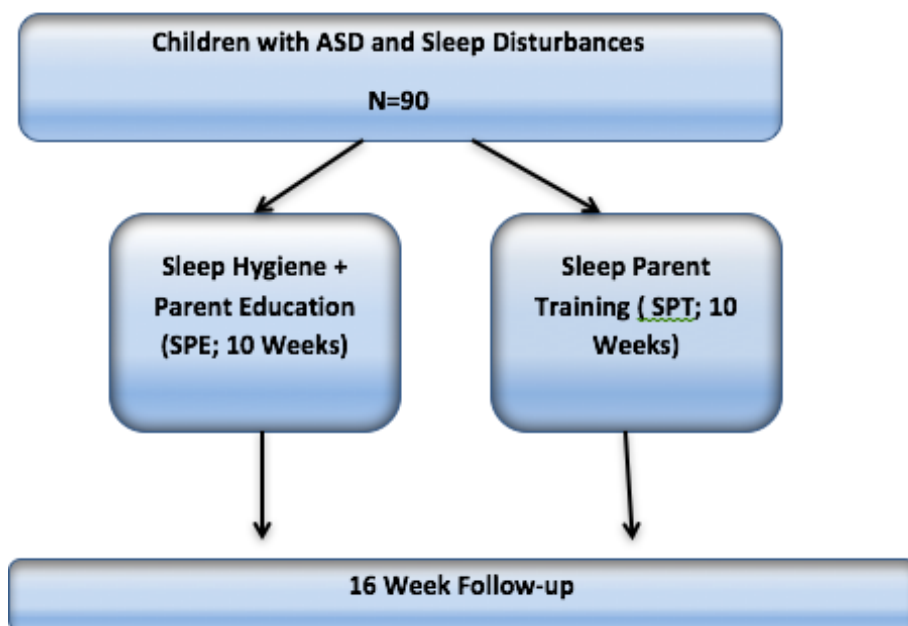 Children with ASD and Sleep Disturbances
N=90
Sleep Hygiene +
Parent Education
(SPE; 10 Weeks)
Sleep Parent
Training ( SPT; 10
Weeks)
16 Week Follow-up